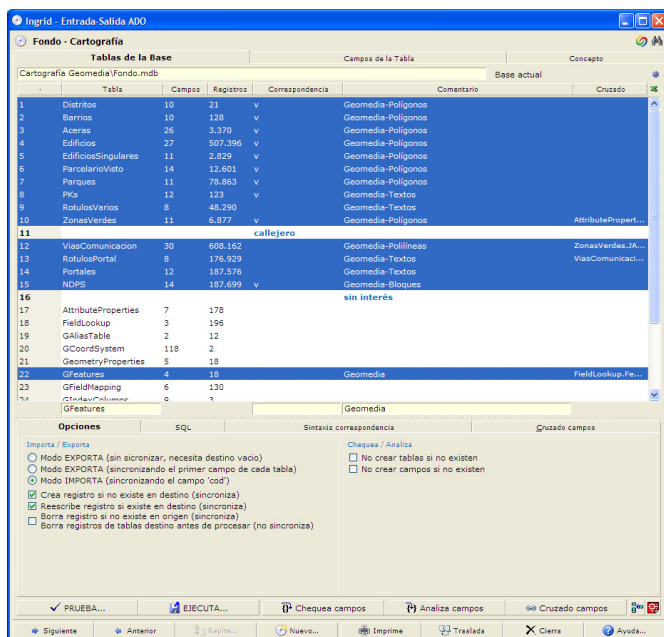 Ingrid - Entrada-Salida ADO
Fondo - Cartografía
Tablas de la Base Campos de la Tabla Concepto
Cartografía Geomedia\Fondo.mdb Base actual
Tabla Campos Registros Correspondencia Comentario Cruzado
1 Distritos 10 21 v Geomedia-Polígonos
2 Barrios 10 128 v Geomedia-Polígonos
3 Aceras 26 3.370 v Geomedia-Polígonos
4 Edificios 27 507.396 v Geomedia-Polígonos
5 EdificiosSingulares 11 2.829 v Geomedia-Polígonos
6 ParcelarioVisto 14 12.601 v Geomedia-Polígonos
7 Parques 11 78.863 v Geomedia-Polígonos
8 PKs 12 123 v Geomedia-Textos
9 RotulosVarios 8 48.290 Geomedia-Textos
10 ZonasVerdes 11 6.877 v Geomedia-Polígonos AttributePropert...
11 callejero
12 ViasComunicacion 30 608.162 Geomedia-Polilíneas ZonasVerdes.JA...
13 RotulosPortal 8 176.929 Geomedia-Textos ViasComunicaci...
14 Portales 12 187.576 Geomedia-Textos
15 NDPS 14 187.699 v Geomedia-Bloques
16 sin interés
17 AttributeProperties 7 178
18 FieldLookup 3 196
19 GAliasTable 2 12
20 GCoordSystem 118 2
21 GeometryProperties 5 18
22 GFeatures 4 18 Geomedia FieldLookup.Fe...
23 GFieldMapping 6 130
24 GIndexColumns 9 3
GFeatures Geomedia
Opciones SQL Sintaxis correspondencia Cruzado campos
Importa / Exporta Chequea / Analiza
Modo EXPORTA (sin sicronizar, necesita destino vacio) No crear tablas si no existen
Modo EXPORTA (sincronizando el primer campo de cada tabla) No crear campos si no existen
Modo IMPORTA (sincronizando el campo 'cod')
Crea registro si no existe en destino (sincroniza)
Reescribe registro si existe en destino (sincroniza)
Borra registro si no existe en origen (sincroniza)
Borra registros de tablas destino antes de procesar (no sincroniza)
PRUEBA... EJECUTA... Chequea campos Analiza campos Cruzado campos
Siguiente Anterior Repite... Nuevo... Imprime Traslada Cierra Ayuda...